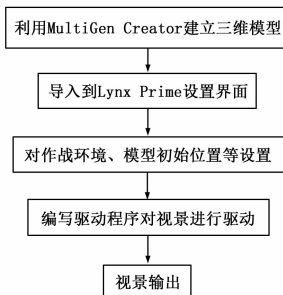 利用MultiGen Creator建立三维模型
导入到Lynx Prime设置界面
对作战环境、模型初始位置等设置
编写驱动程序对视景进行驱动
视景输出